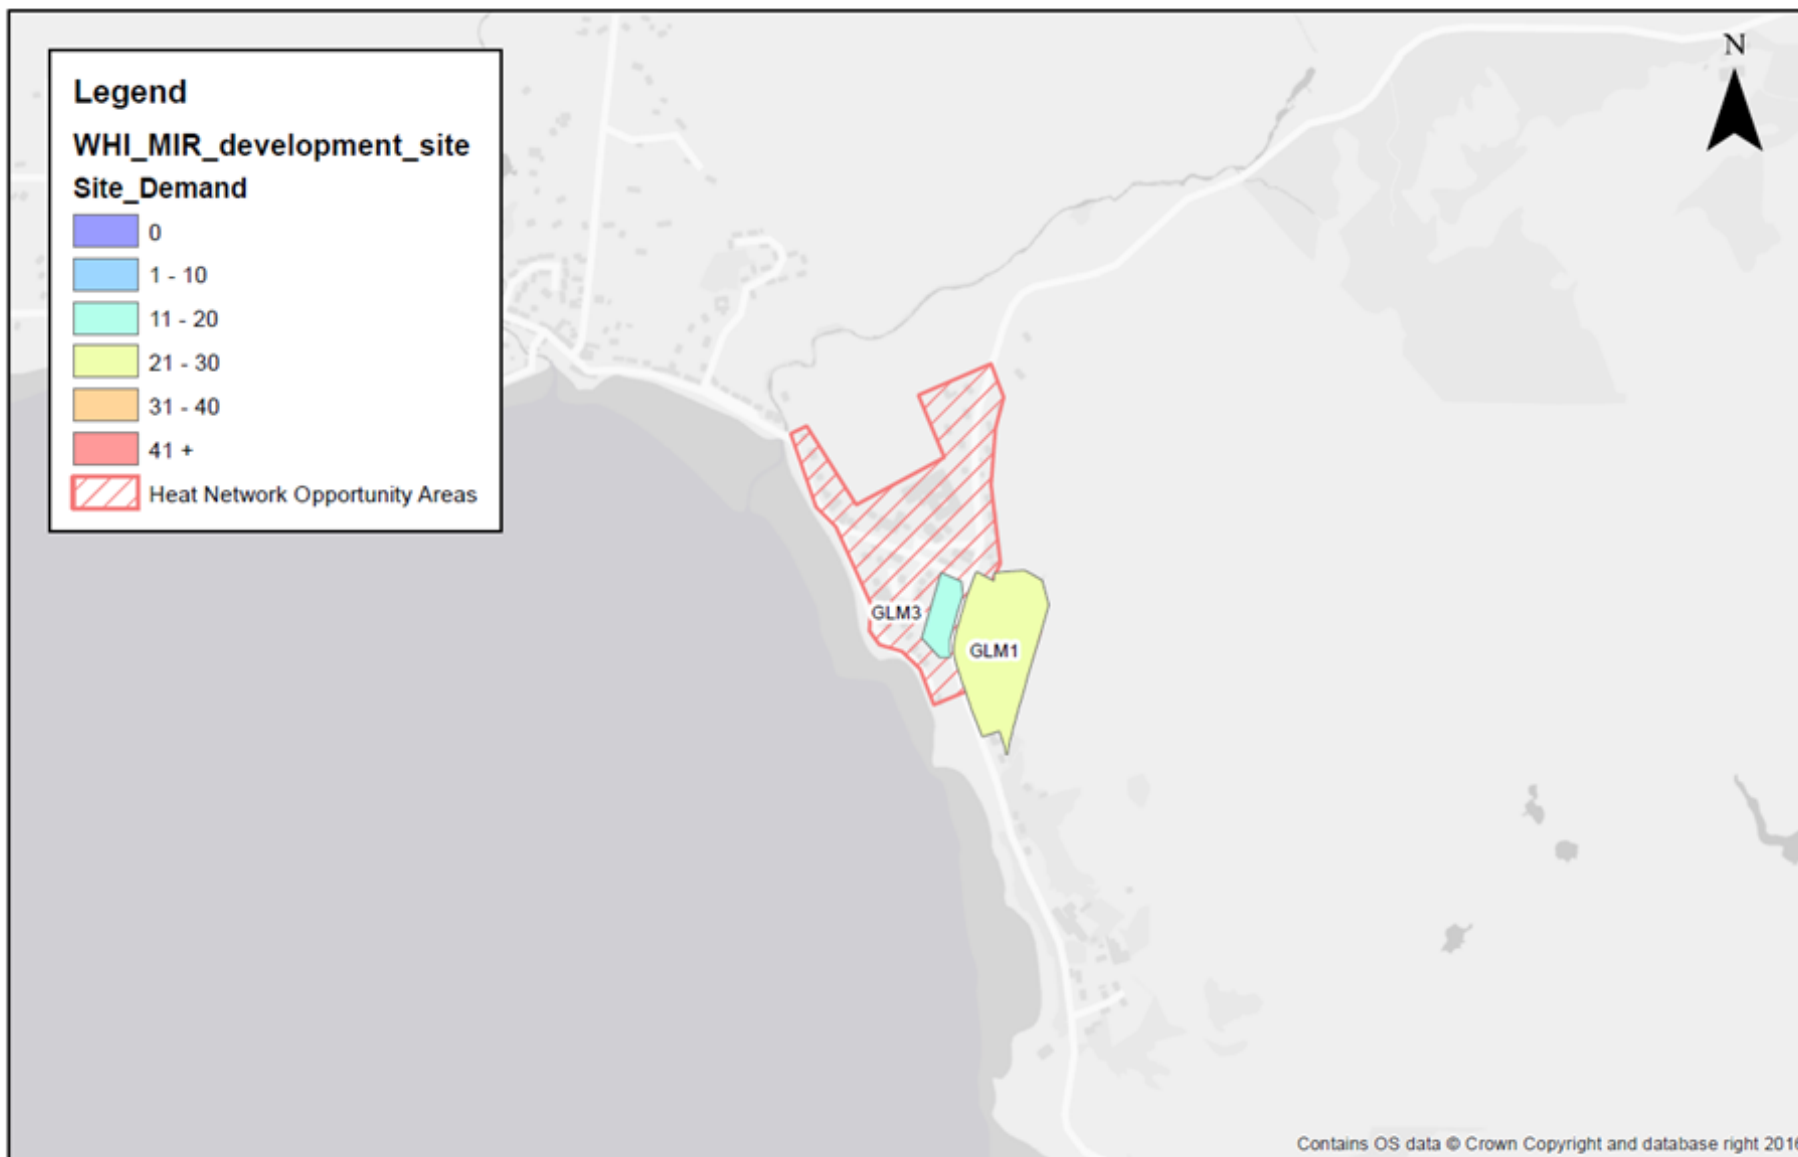 Legend
WHI_MIR_development_site
Site_Demand
0
1 - 10
11 - 20
21 - 30
31 - 40
41 +
Heat Network Opportunity Areas
N
GLM3
GLM1
Contains OS data © Crown Copyright and database right 2016